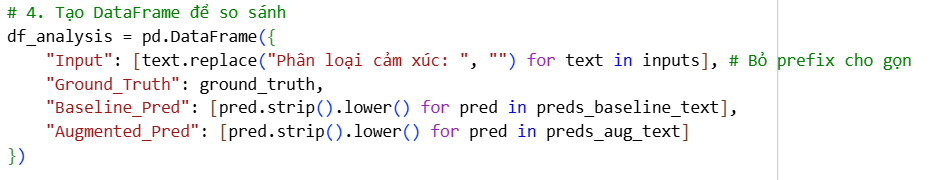 # 4. Tạo DataFrame để so sánh
df_analysis = pd.DataFrame({
    "Input": [text.replace("Phân loại cảm xúc: ", "") for text in inputs], # Bỏ prefix cho gọn
    "Ground_Truth": ground_truth,
    "Baseline_Pred": [pred.strip().lower() for pred in preds_baseline_text],
    "Augmented_Pred": [pred.strip().lower() for pred in preds_aug_text]
})